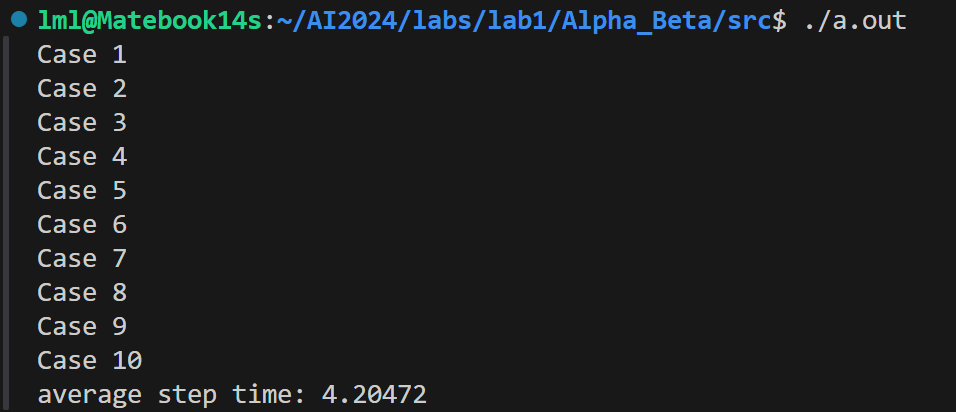 lml@Matebook14s:~/AI2024/labs/lab1/Alpha_Beta/src$ ./a.out
Case 1
Case 2
Case 3
Case 4
Case 5
Case 6
Case 7
Case 8
Case 9
Case 10
average step time: 4.20472